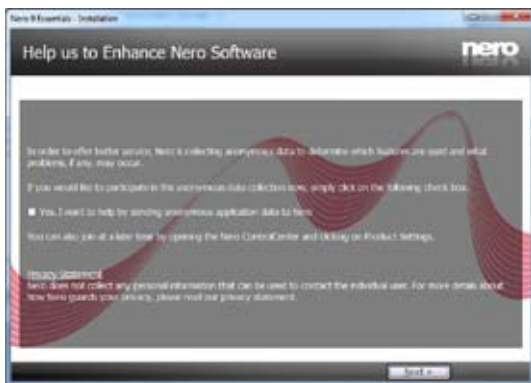 Nero 9 Essentials - Installation
Help us to Enhance Nero Software
nero
In order to offer better service, Nero is collecting anonymous data to determine which features are used and what
problems, if any, may occur.
If you would like to participate in the anonymous data collection now, simply click on the following check box.
Yes, I want to help by sending anonymous application data to Nero
You can also join at a later time by opening the Nero ControlCenter and clicking on Product Settings.
Privacy Statement
Nero does not collect any personal information that can be used to contact the individual user. For more details about
how Nero guards your privacy, please read our privacy statement.
Next >